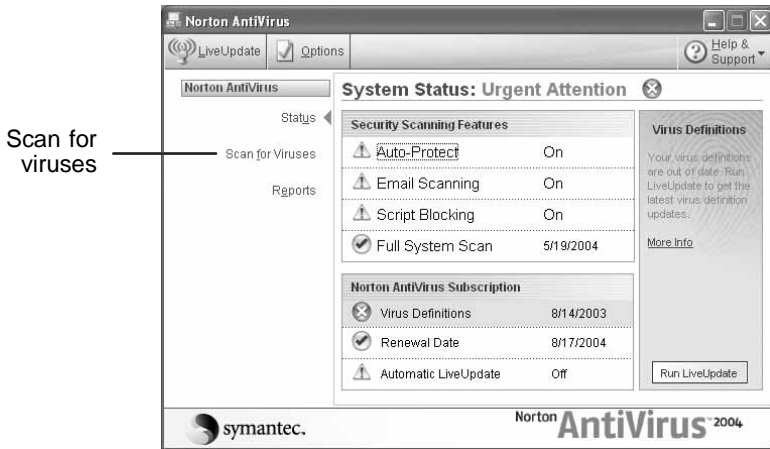 Norton AntiVirus
LiveUpdate
Options
Help & Support
Norton AntiVirus
Status
Scan for Viruses
Reports
Scan for
viruses
System Status: Urgent Attention
Security Scanning Features
Auto-Protect On
Email Scanning On
Script Blocking On
Full System Scan 5/19/2004
Norton AntiVirus Subscription
Virus Definitions 8/14/2003
Renewal Date 8/17/2004
Automatic LiveUpdate Off
Virus Definitions
Your virus definitions
are out of date. Run
LiveUpdate to get the
latest virus definition
updates.
More Info
Run LiveUpdate
symantec.
Norton AntiVirus™ 2004